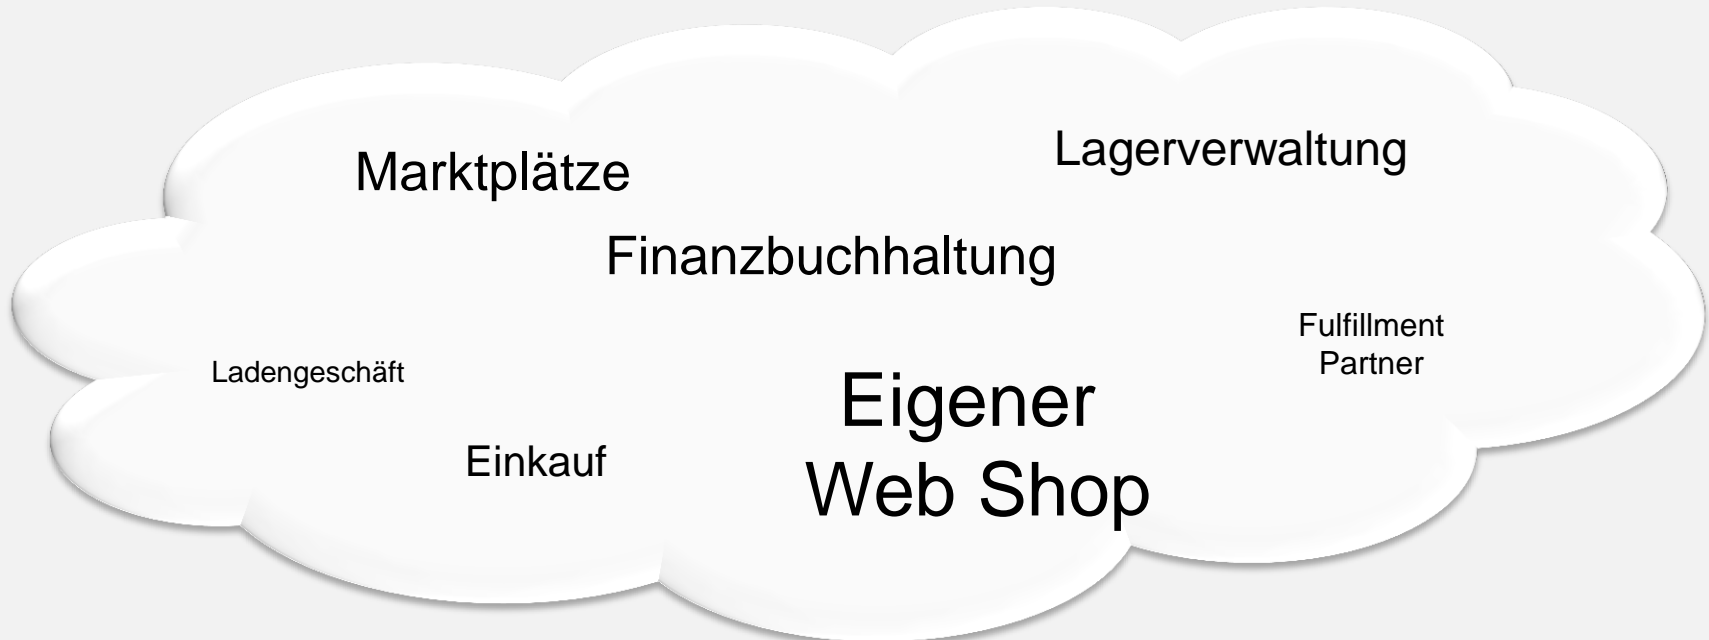 Marktplätze
Lagerverwaltung
Finanzbuchhaltung
Fulfillment
Partner
Ladengeschäft
Eigener
Web Shop
Einkauf